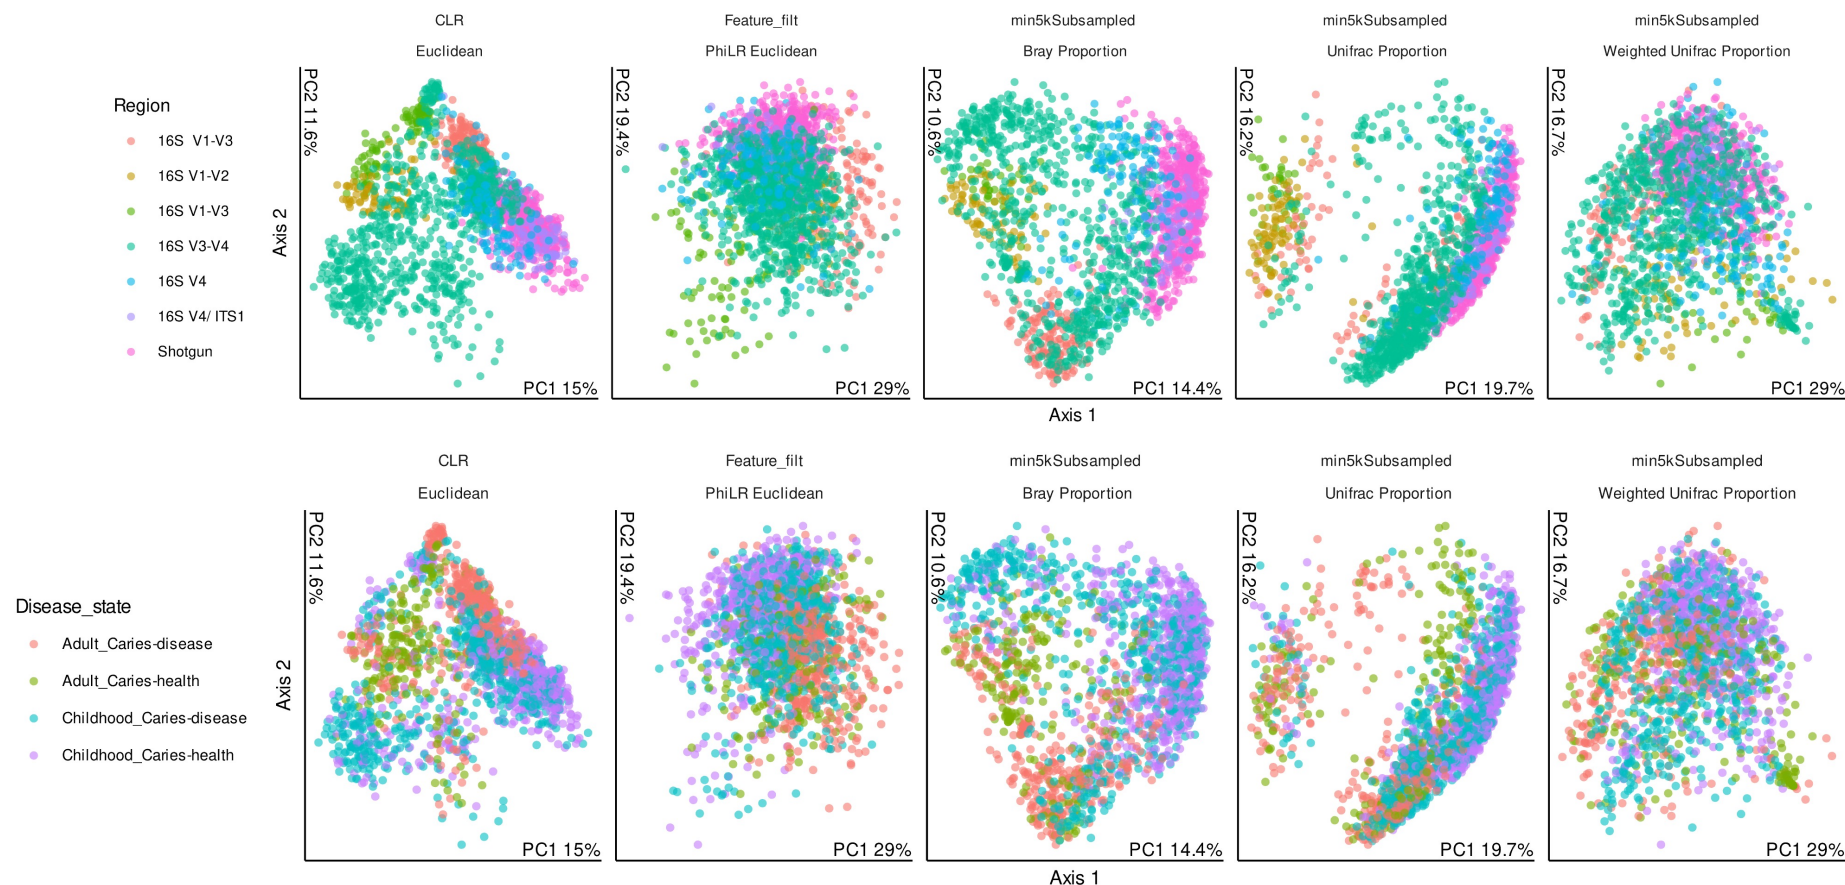 CLR
Feature_filt
min5kSubsampled
min5kSubsampled
min5kSubsampled
Euclidean
PhiLR Euclidean
Bray Proportion
Unifrac Proportion
Weighted Unifrac Proportion
Region
16S  V1-V3
16S V1-V2
16S V1-V3
16S V3-V4
16S V4
16S V4/ ITS1
Shotgun
Axis 2
PC2 11.6%
PC2 19.4%
PC2 10.6%
PC2 16.2%
PC2 16.7%
PC1 15%
PC1 29%
PC1 14.4%
PC1 19.7%
PC1 29%
Axis 1
CLR
Feature_filt
min5kSubsampled
min5kSubsampled
min5kSubsampled
Euclidean
PhiLR Euclidean
Bray Proportion
Unifrac Proportion
Weighted Unifrac Proportion
Disease_state
Adult_Caries-disease
Adult_Caries-health
Childhood_Caries-disease
Childhood_Caries-health
Axis 2
PC2 11.6%
PC2 19.4%
PC2 10.6%
PC2 16.2%
PC2 16.7%
PC1 15%
PC1 29%
PC1 14.4%
PC1 19.7%
PC1 29%
Axis 1